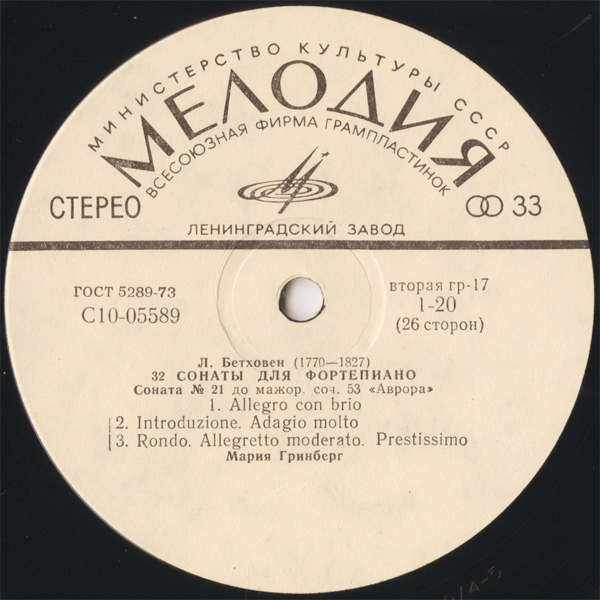 МИНИСТЕРСТВО КУЛЬТУРЫ СССР
МЕЛОДИЯ
ВСЕСОЮЗНАЯ ФИРМА ГРАМПЛАСТИНОК
СТЕРЕО
33
ЛЕНИНГРАДСКИЙ ЗАВОД
ГОСТ 5289-73
С10-05589
вторая гр-17
1-20
(26 сторон)
Л. Бетховен (1770—1827)
32 СОНАТЫ ДЛЯ ФОРТЕПИАНО
Соната № 21 до мажор, соч. 53 «Аврора»
1. Allegro con brio
2. Introduzione. Adagio molto
3. Rondo. Allegretto moderato. Prestissimo
Мария Гринберг